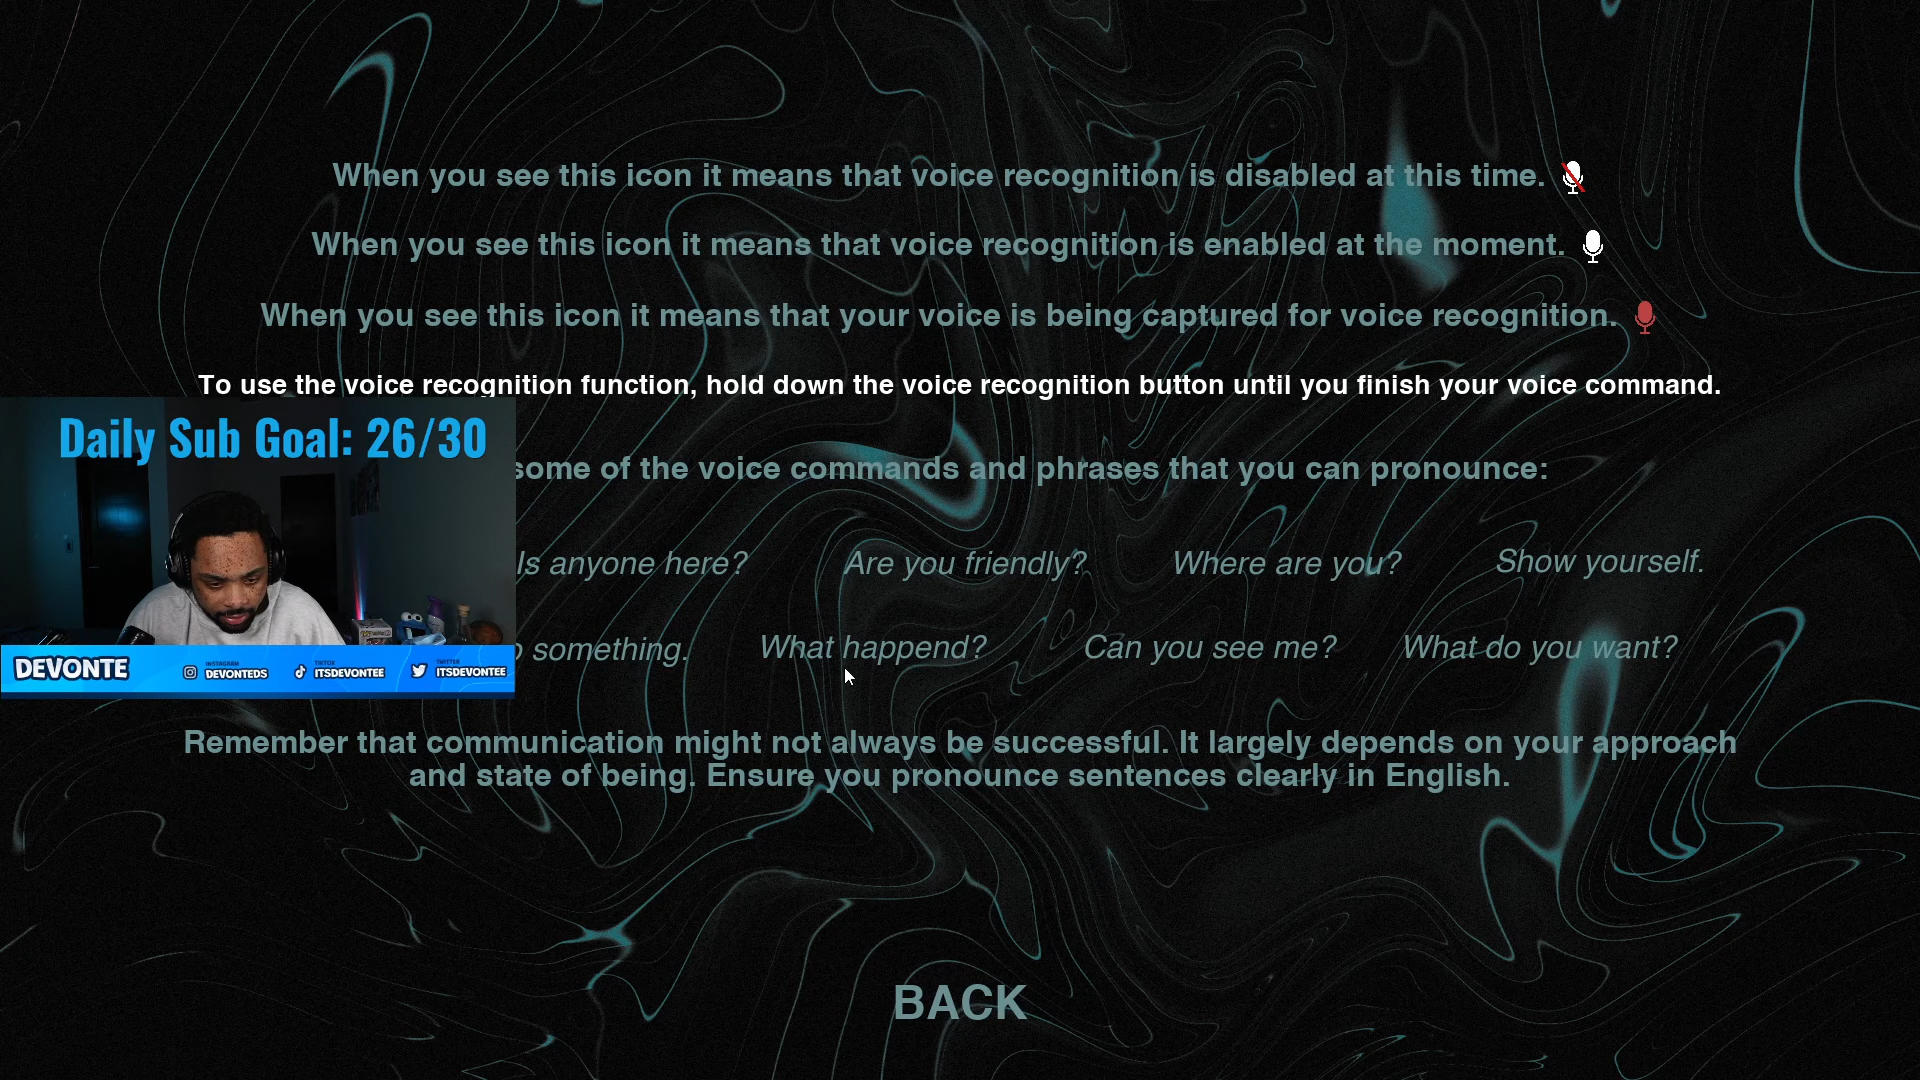 When you see this icon it means that voice recognition is disabled at this time.
When you see this icon it means that voice recognition is enabled at the moment.
When you see this icon it means that your voice is being captured for voice recognition.
To use the voice recognition function, hold down the voice recognition button until you finish your voice command.
Daily Sub Goal: 26/30
some of the voice commands and phrases that you can pronounce:
Is anyone here? Are you friendly? Where are you? Show yourself.
something. What happend? Can you see me? What do you want?
DEVONTE INSTAGRAM DEVONTEDS TIKTOK ITSDEVONTEE TWITTER ITSDEVONTEE
Remember that communication might not always be successful. It largely depends on your approach
and state of being. Ensure you pronounce sentences clearly in English.
BACK